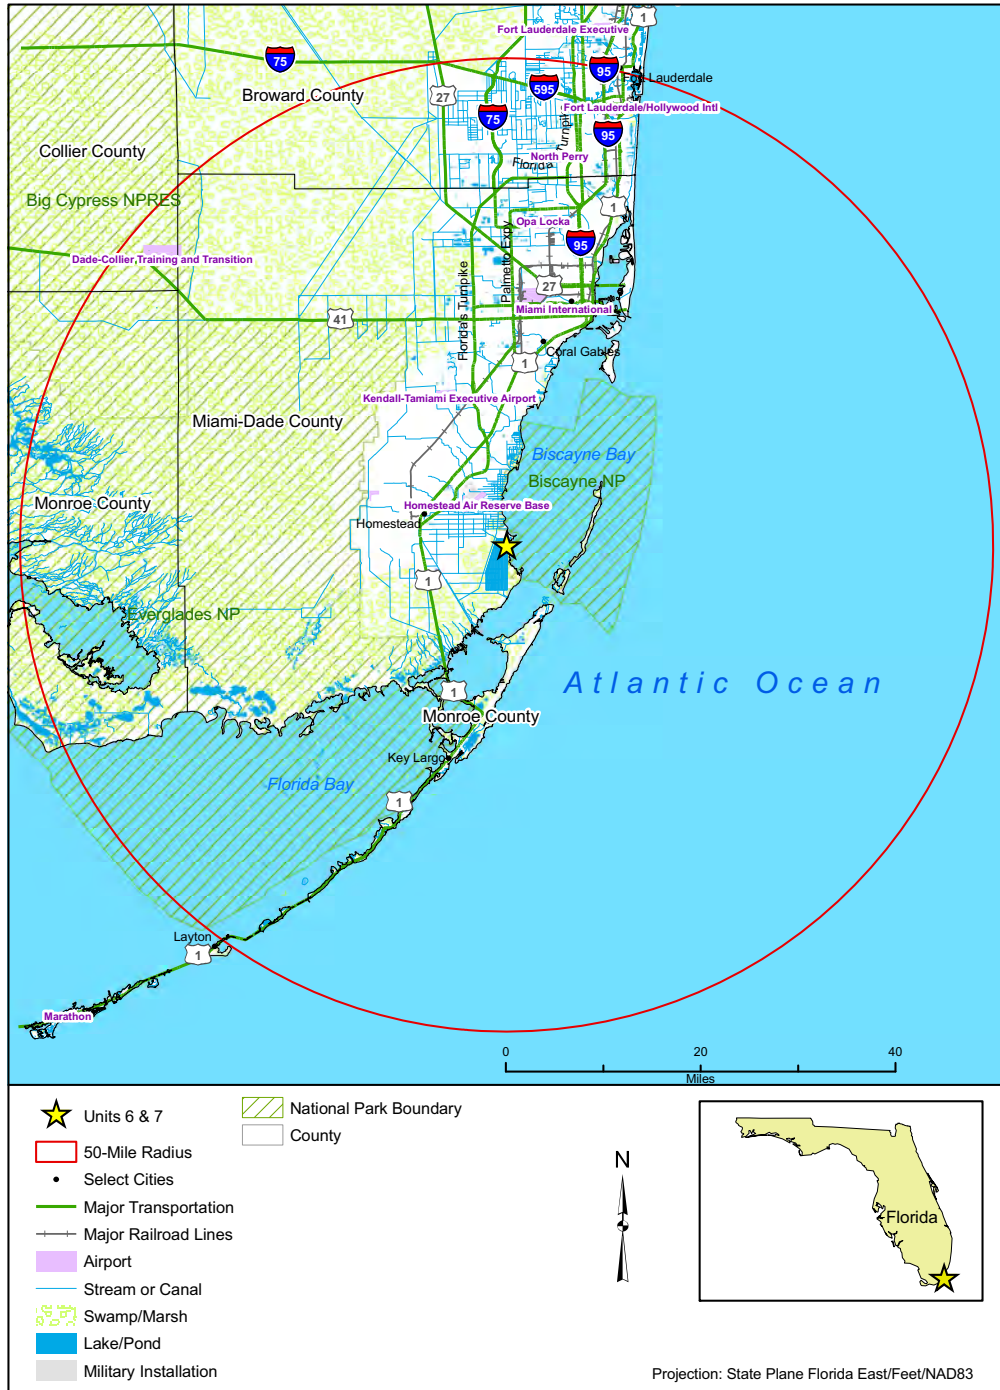 1
Fort Lauderdale Executive
75
95
Fort Lauderdale
595
Broward County
27
Fort Lauderdale/Hollywood Intl
75
95
Collier County
North Perry
Florida's Turnpike
Big Cypress NPRES
1
Opa Locka
95
Dade-Collier Training and Transition
Palmetto Expy
Florida's Turnpike
27
Miami International
41
Coral Gables
1
Kendall-Tamiami Executive Airport
Miami-Dade County
Biscayne Bay
Biscayne NP
Monroe County
Homestead Air Reserve Base
Homestead
1
Everglades NP
Atlantic Ocean
1
Monroe County
Key Largo
Florida Bay
1
Layton
1
Marathon
0 20 40
Miles
Units 6 & 7
50-Mile Radius
Select Cities
Major Transportation
Major Railroad Lines
Airport
Stream or Canal
Swamp/Marsh
Lake/Pond
Military Installation
National Park Boundary
County
N
Florida
Projection: State Plane Florida East/Feet/NAD83